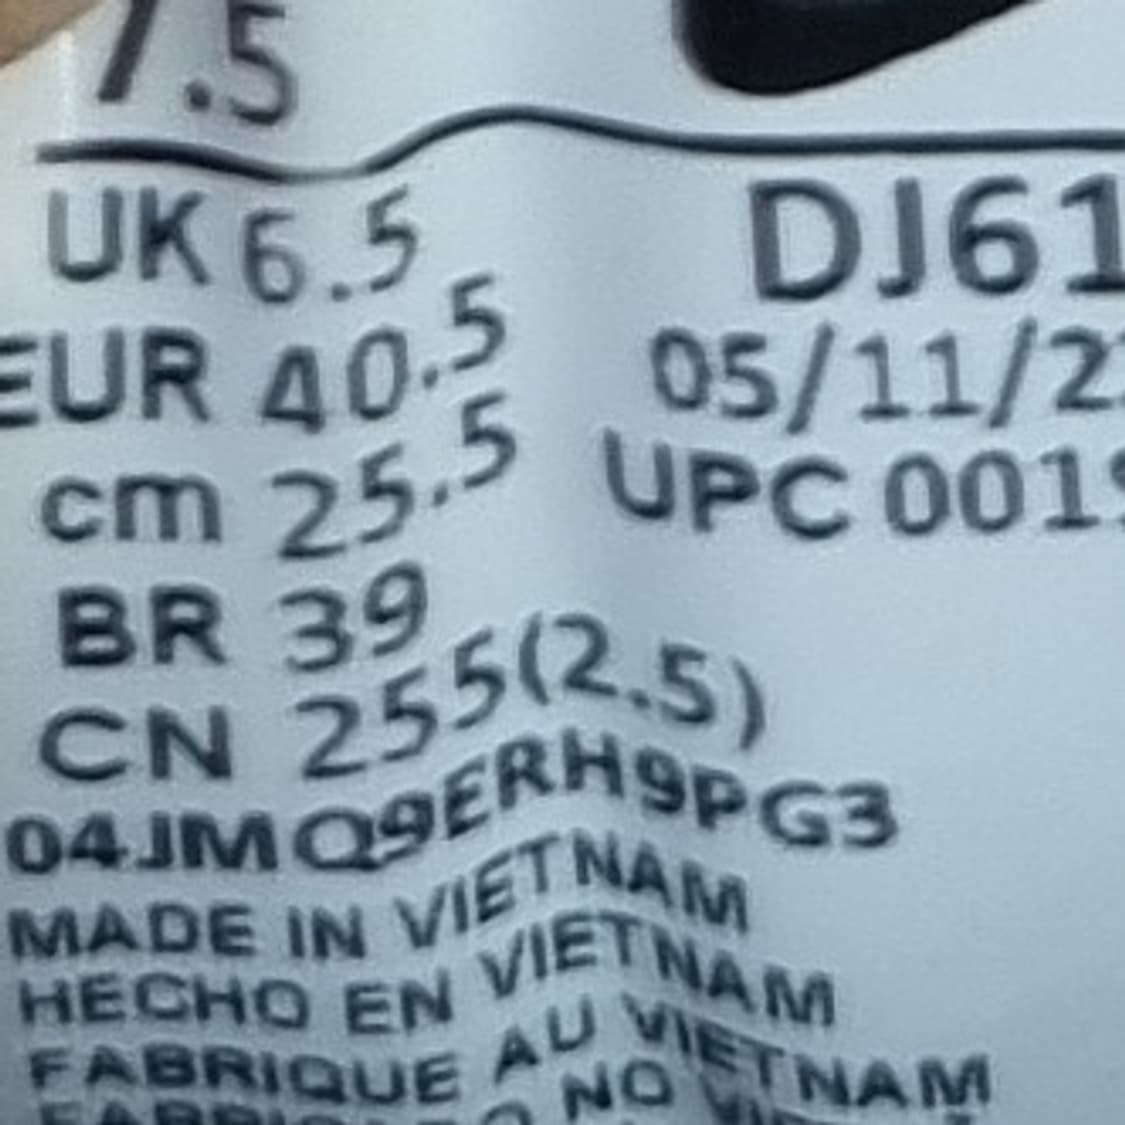 7.5
UK 6.5
EUR 40.5
cm 25.5
BR 39
CN 255(2.5)
DJ61
05/11/2
UPC 001
04JMQ9ERH9PG3
MADE IN VIETNAM
HECHO EN VIETNAM
FABRIQUE AU VIETNAM
NO